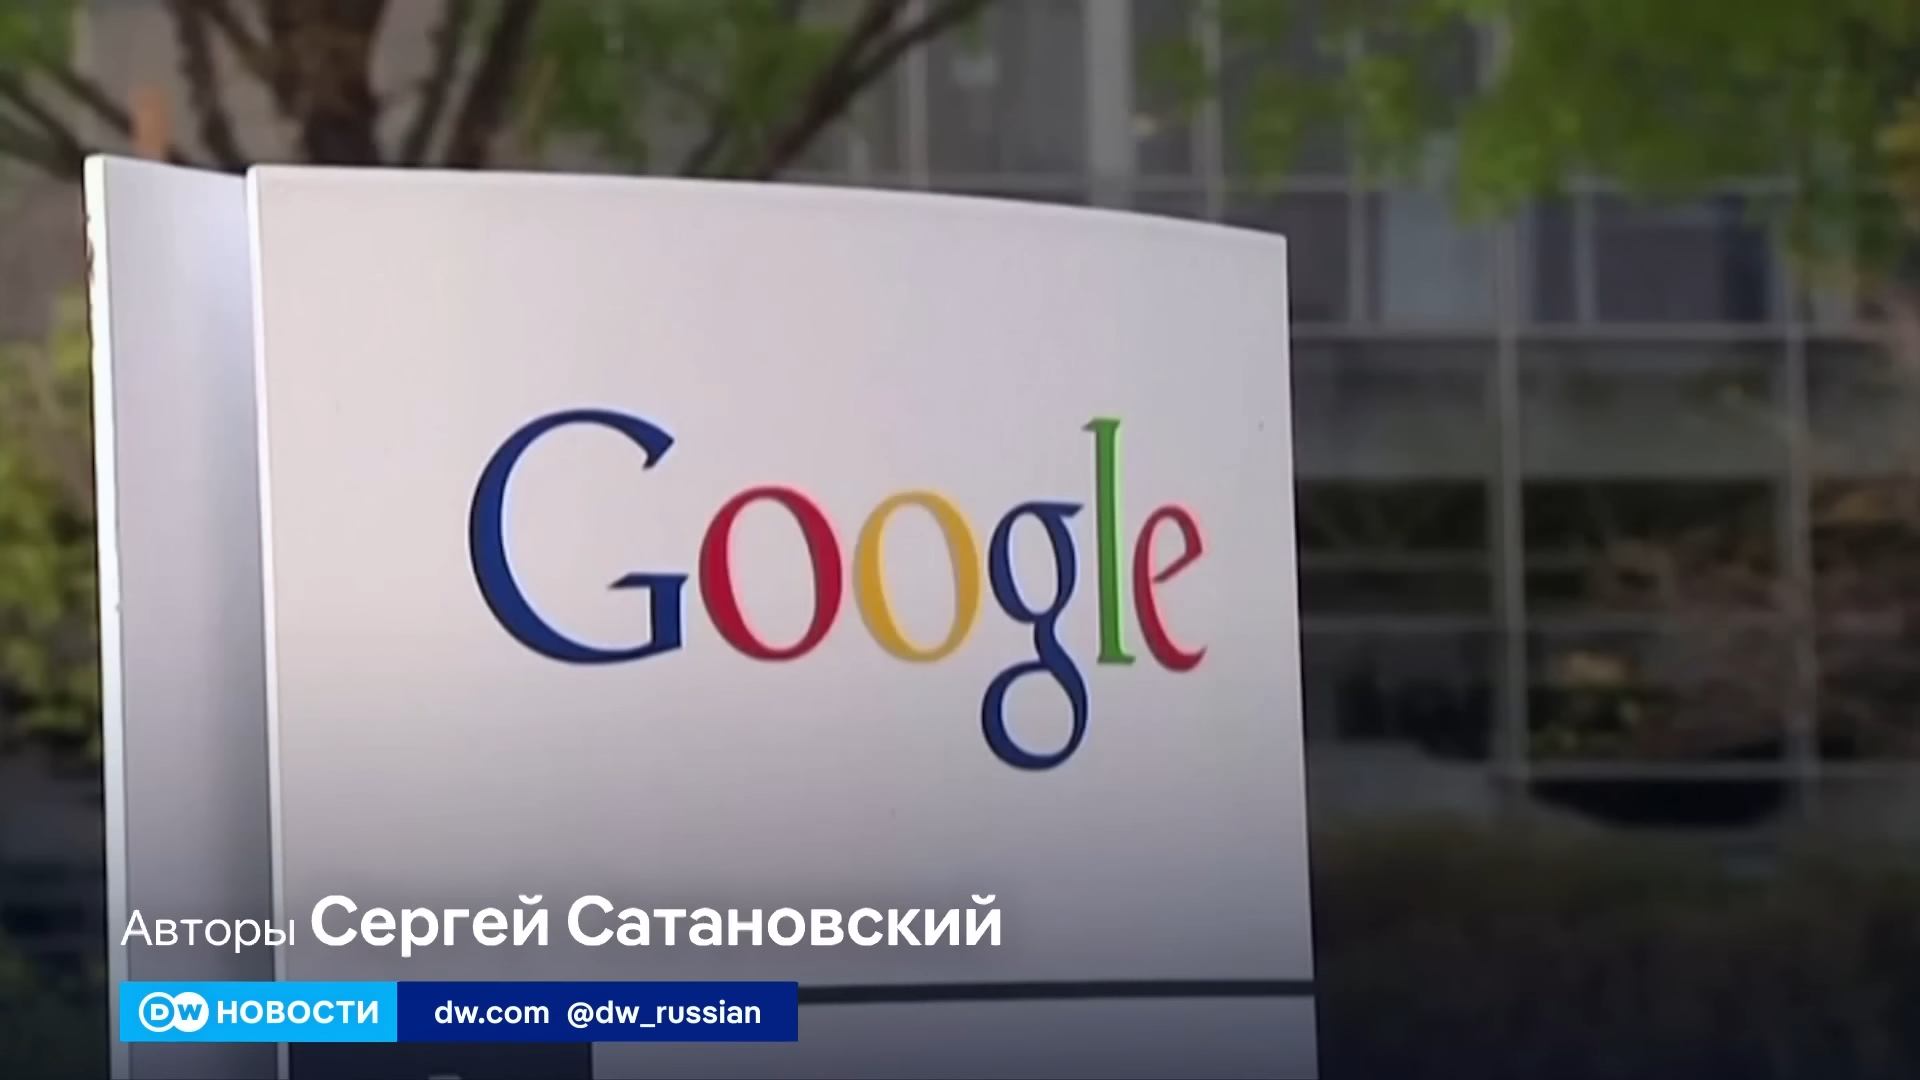 Google
Авторы Сергей Сатановский
DW НОВОСТИ dw.com @dw_russian